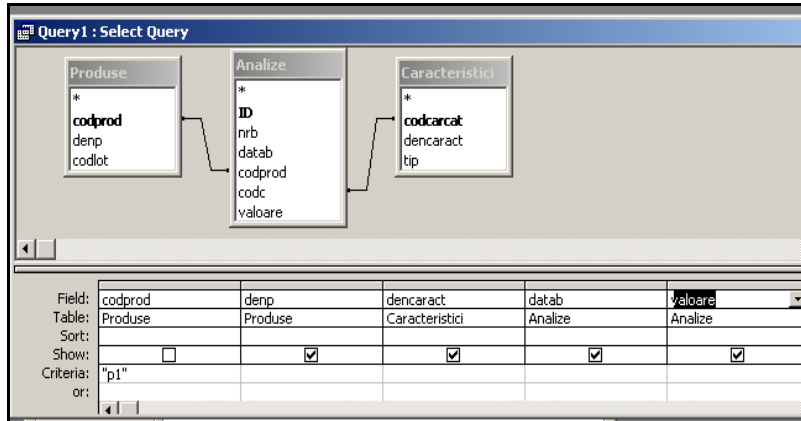 Query1 : Select Query
Produse
*
codprod
denp
codlot
Analize
*
ID
nrb
datab
codprod
codc
valoare
Caracteristici
*
codcarcat
dencaract
tip
Field: codprod denp dencaract datab valoare
Table: Produse Produse Caracteristici Analize Analize
Sort:
Show:
Criteria: "p1"
or: